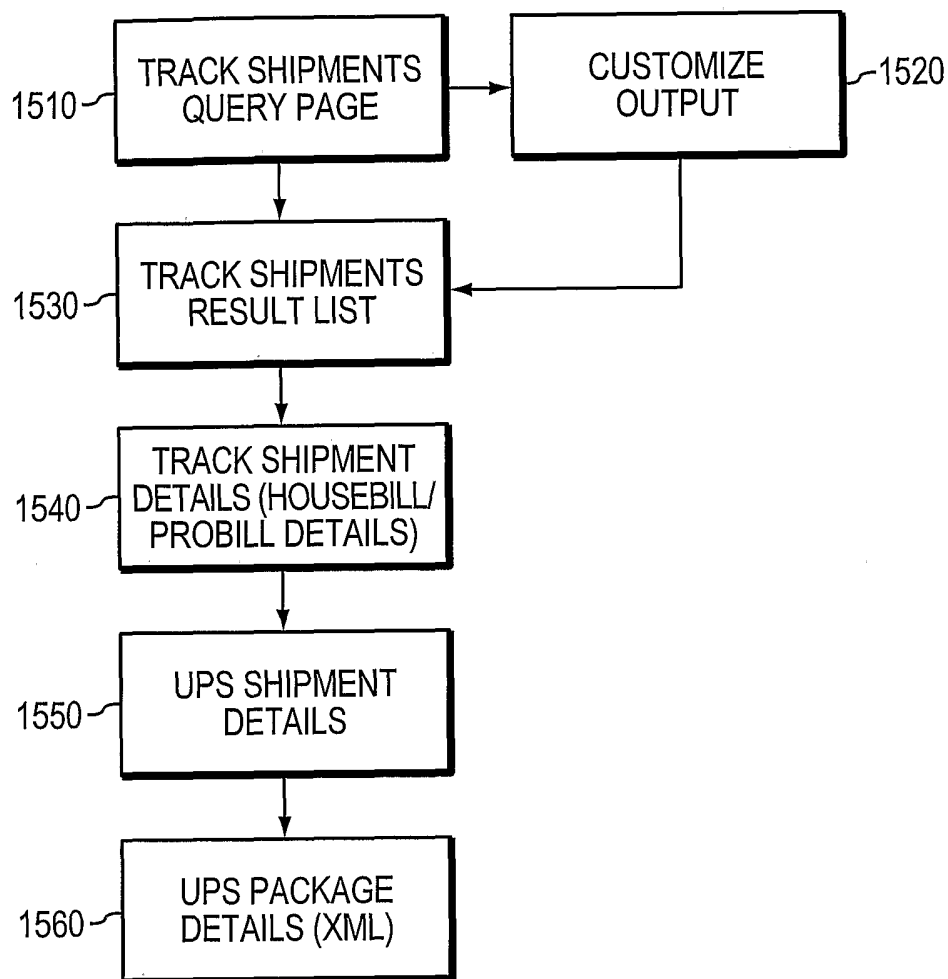 1510
TRACK SHIPMENTS
QUERY PAGE
CUSTOMIZE
OUTPUT
1520
1530
TRACK SHIPMENTS
RESULT LIST
1540
TRACK SHIPMENT
DETAILS (HOUSEBILL/
PROBILL DETAILS)
1550
UPS SHIPMENT
DETAILS
1560
UPS PACKAGE
DETAILS (XML)